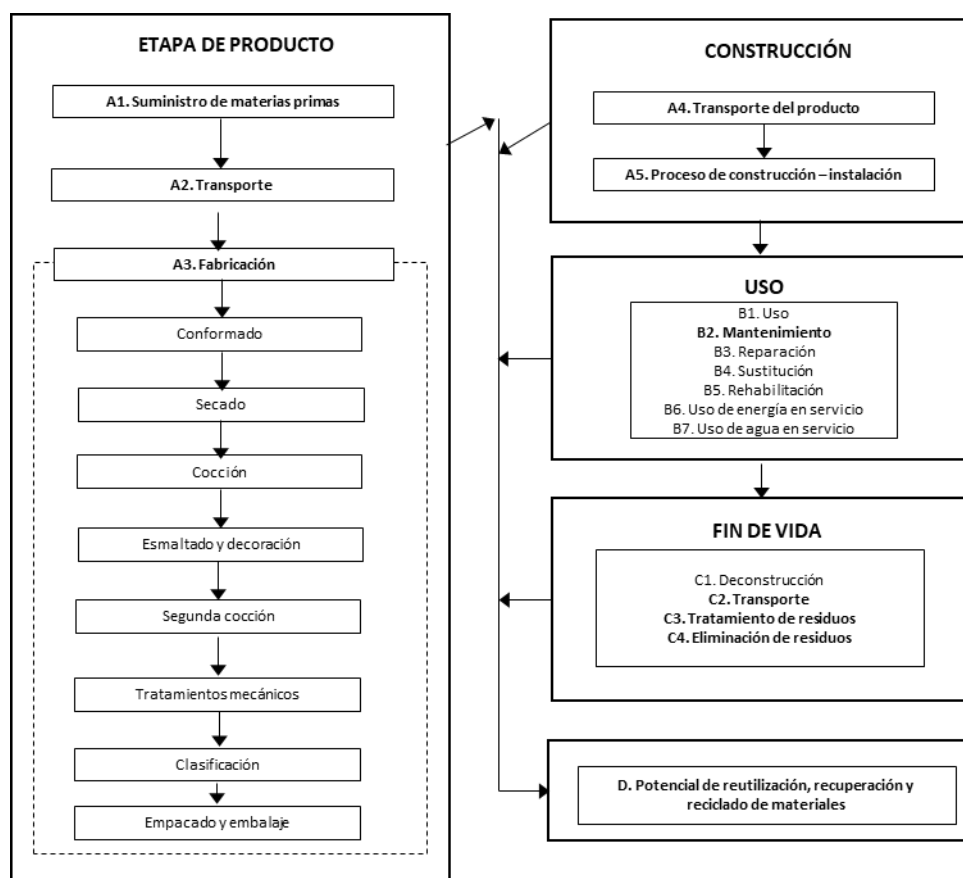 ETAPA DE PRODUCTO
A1. Suministro de materias primas
A2. Transporte
A3. Fabricación
Conformado
Secado
Cocción
Esmaltado y decoración
Segunda cocción
Tratamientos mecánicos
Clasificación
Empacado y embalaje
CONSTRUCCIÓN
A4. Transporte del producto
A5. Proceso de construcción – instalación
USO
B1. Uso
B2. Mantenimiento
B3. Reparación
B4. Sustitución
B5. Rehabilitación
B6. Uso de energía en servicio
B7. Uso de agua en servicio
FIN DE VIDA
C1. Deconstrucción
C2. Transporte
C3. Tratamiento de residuos
C4. Eliminación de residuos
D. Potencial de reutilización, recuperación y
reciclado de materiales